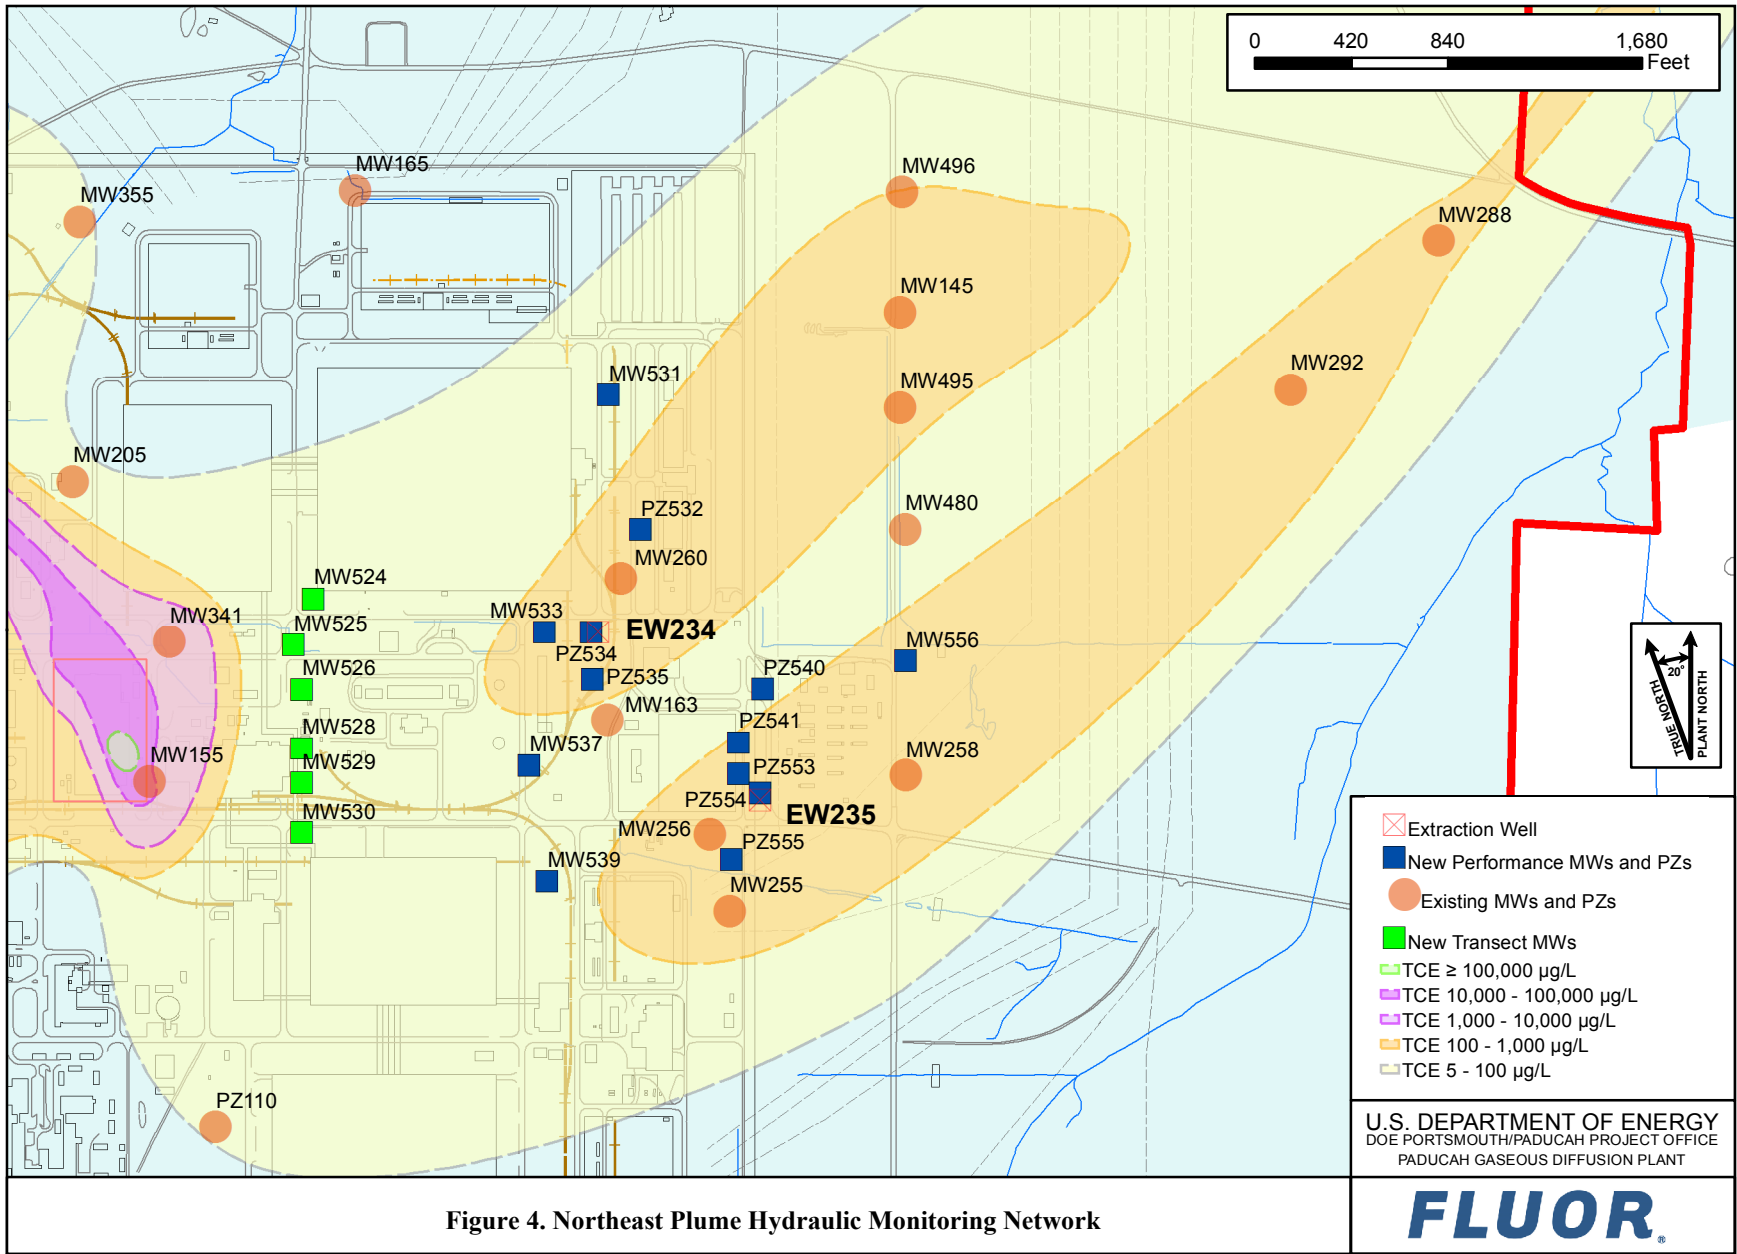 0 420 840 1,680
Feet
MW165
MW496
MW355
MW288
MW145
MW292
MW531
MW495
MW205
PZ532
MW480
MW260
MW524
MW533
MW341
MW525
EW234
MW556
PZ534
MW526
PZ535
PZ540
20°
TRUE NORTH
PLANT NORTH
MW163
MW528
MW537
PZ541
MW155
MW529
PZ553
MW258
PZ554
EW235
MW530
MW256
PZ555
MW539
MW255
PZ110
Extraction Well
New Performance MWs and PZs
Existing MWs and PZs
New Transect MWs
TCE ≥ 100,000 µg/L
TCE 10,000 - 100,000 µg/L
TCE 1,000 - 10,000 µg/L
TCE 100 - 1,000 µg/L
TCE 5 - 100 µg/L
U.S. DEPARTMENT OF ENERGY
DOE PORTSMOUTH/PADUCAH PROJECT OFFICE
PADUCAH GASEOUS DIFFUSION PLANT
Figure 4. Northeast Plume Hydraulic Monitoring Network
FLUOR®